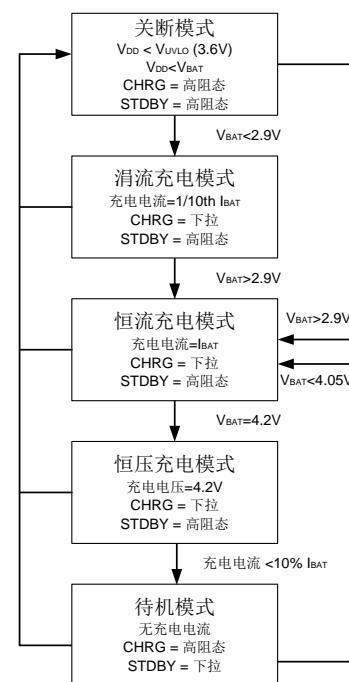 关断模式
VDD < VUVLO (3.6V)
VDD<VBAT
CHRG = 高阻态
STDBY = 高阻态
VBAT<2.9V
涓流充电模式
充电电流=1/10th IBAT
CHRG = 下拉
STDBY = 高阻态
VBAT>2.9V
恒流充电模式
充电电流=IBAT
CHRG = 下拉
STDBY = 高阻态
VBAT>2.9V
VBAT<4.05V
VBAT=4.2V
恒压充电模式
充电电压=4.2V
CHRG = 下拉
STDBY = 高阻态
充电电流 <10% IBAT
待机模式
无充电电流
CHRG = 高阻态
STDBY = 下拉